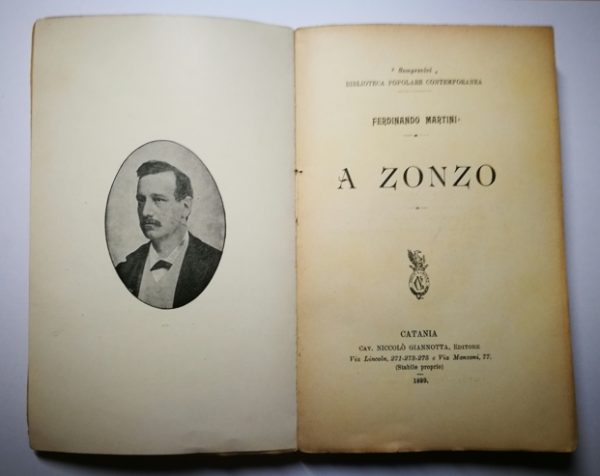 « Semprevivi »
BIBLIOTECA POPOLARE CONTEMPORANEA
FERDINANDO MARTINI
A ZONZO
CATANIA
CAV. NICCOLÒ GIANNOTTA, EDITORE
Via Lincoln, 271-273-275 e Via Manzoni, 77.
(Stabile proprio)
1899.